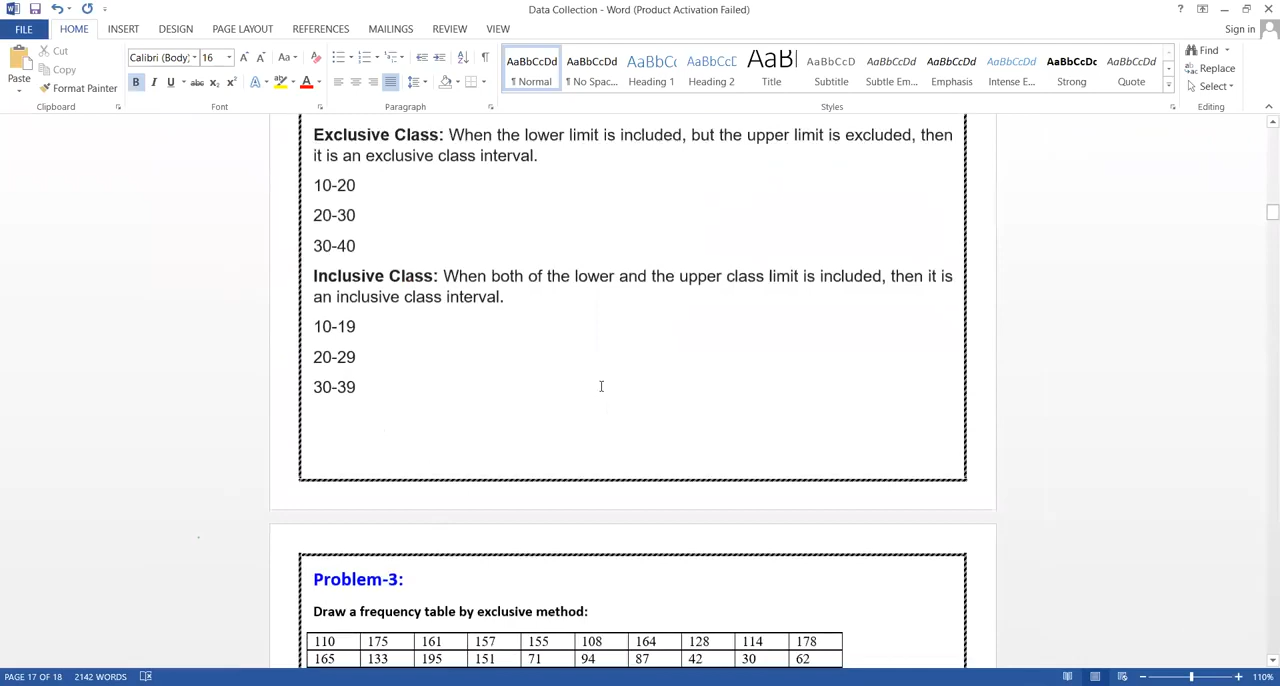 Data Collection - Word (Product Activation Failed)
FILE HOME INSERT DESIGN PAGE LAYOUT REFERENCES MAILINGS REVIEW VIEW Sign in
Paste Cut Copy Format Painter
Clipboard
Calibri (Body) 16
Font
Paragraph
AaBbCcDd AaBbCcDd AaBbCc AaBbCcD AaB AaBbCcD AaBbCcDd AaBbCcDd AaBbCcDd AaBbCcDc AaBbCcDd
¶ Normal ¶ No Spac... Heading 1 Heading 2 Title Subtitle Subtle Em... Emphasis Intense E... Strong Quote
Styles
Find Replace Select
Editing
Exclusive Class: When the lower limit is included, but the upper limit is excluded, then
it is an exclusive class interval.
10-20
20-30
30-40
Inclusive Class: When both of the lower and the upper class limit is included, then it is
an inclusive class interval.
10-19
20-29
30-39
Problem-3:
Draw a frequency table by exclusive method:
110 175 161 157 155 108 164 128 114 178
165 133 195 151 71 94 87 42 30 62
PAGE 17 OF 18 2142 WORDS 110%